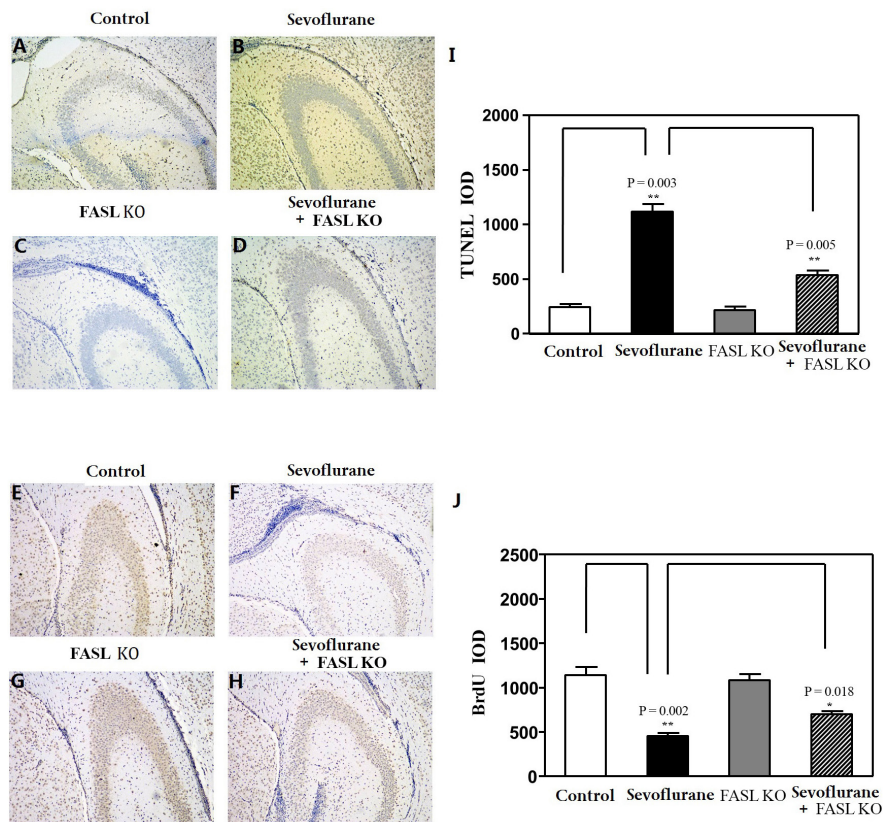 Control
Sevoflurane
A
B
FASL KO
Sevoflurane
+ FASL KO
C
D
I
2000
1500
1000
500
0
TUNEL IOD
P = 0.003
**
P = 0.005
**
Control
Sevoflurane
FASL KO
Sevoflurane
+ FASL KO
Control
Sevoflurane
E
F
FASL KO
Sevoflurane
+ FASL KO
G
H
J
2500
2000
1500
1000
500
0
BrdU IOD
P = 0.002
**
P = 0.018
*
Control
Sevoflurane
FASL KO
Sevoflurane
+ FASL KO